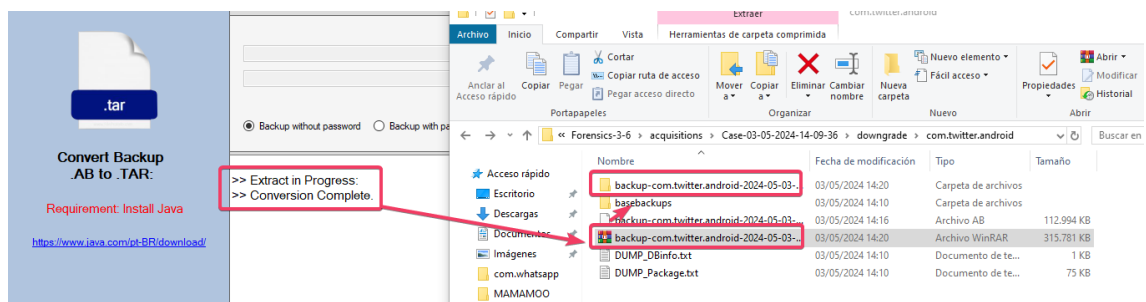 .tar
Convert Backup
.AB to .TAR:
Requirement: Install Java
https://www.java.com/pt-BR/download/
Backup without password
Backup with pa
>> Extract in Progress:
>> Conversion Complete.
Extraer
com.twitter.android
Archivo Inicio Compartir Vista Herramientas de carpeta comprimida
Anclar al
Acceso rápido
Copiar
Pegar
Cortar
Copiar ruta de acceso
Pegar acceso directo
Portapapeles
Mover
a
Copiar
a
Eliminar
Cambiar
nombre
Organizar
Nueva
carpeta
Nuevo elemento
Fácil acceso
Nuevo
Propiedades
Abrir
Modificar
Historial
Abrir
« Forensics-3-6 › acquisitions › Case-03-05-2024-14-09-36 › downgrade › com.twitter.android
Buscar en
Acceso rápido
Escritorio
Descargas
Documentos
Imágenes
com.whatsapp
MAMAMOO
Nombre Fecha de modificación Tipo Tamaño
backup-com.twitter.android-2024-05-03-... 03/05/2024 14:20 Carpeta de archivos
basebackups 03/05/2024 14:10 Carpeta de archivos
backup-com.twitter.android-2024-05-03-... 03/05/2024 14:16 Archivo AB 112.994 KB
backup-com.twitter.android-2024-05-03-... 03/05/2024 14:20 Archivo WinRAR 315.781 KB
DUMP_DBinfo.txt 03/05/2024 14:10 Documento de te... 1 KB
DUMP_Package.txt 03/05/2024 14:10 Documento de te... 75 KB